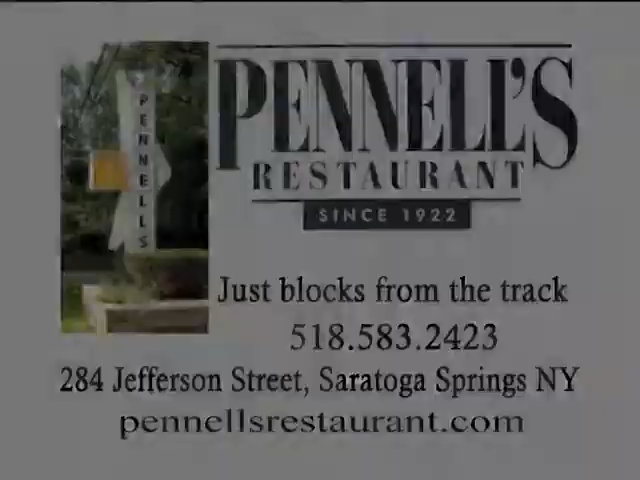 PENNELLS
PENNELL'S
RESTAURANT
SINCE 1922
Just blocks from the track
518.583.2423
284 Jefferson Street, Saratoga Springs NY
pennellsrestaurant.com